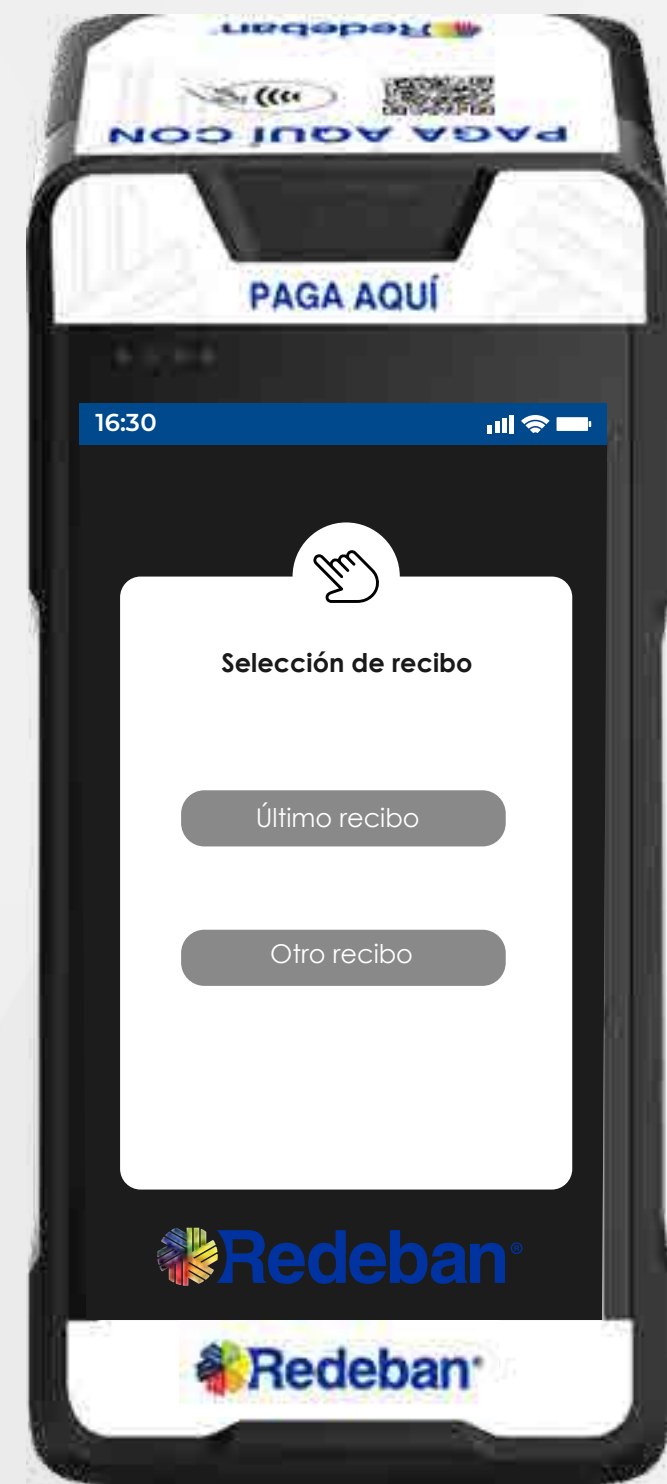 Redeban
PAGA AQUÍ CON
PAGA AQUÍ
16:30
Selección de recibo
Último recibo
Otro recibo
Redeban®
Redeban